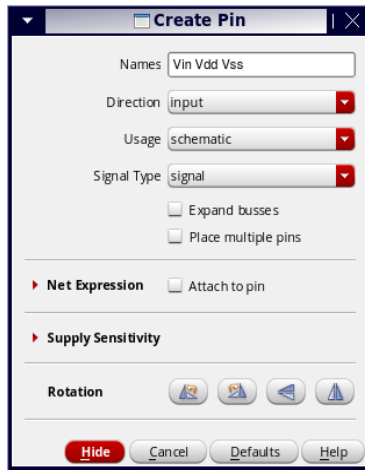 Create Pin
Names Vin Vdd Vss
Direction input
Usage schematic
Signal Type signal
Expand busses
Place multiple pins
Net Expression Attach to pin
Supply Sensitivity
Rotation
Hide Cancel Defaults Help